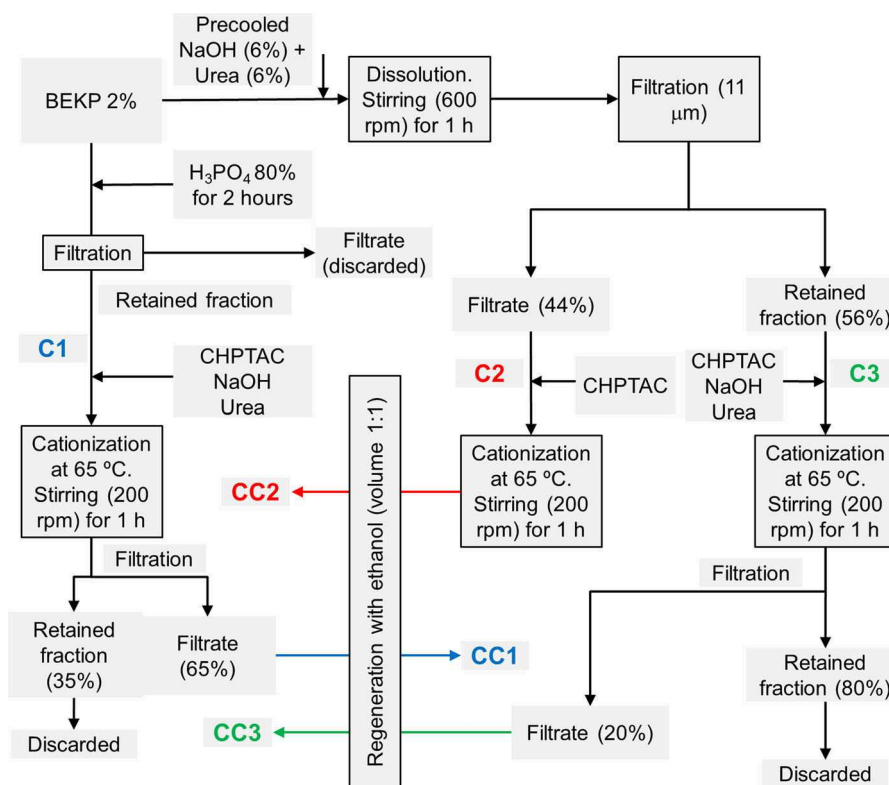 Precooled
NaOH (6%) +
Urea (6%)
BEKP 2%
Dissolution.
Stirring (600
rpm) for 1 h
Filtration (11
μm)
H₃PO₄ 80%
for 2 hours
Filtration
Filtrate
(discarded)
Retained fraction
Filtrate (44%)
Retained
fraction (56%)
C1
CHPTAC
NaOH
Urea
C2
CHPTAC
CHPTAC
NaOH
Urea
C3
Cationization
at 65 ºC.
Stirring (200
rpm) for 1 h
Regeneration with ethanol (volume 1:1)
Cationization
at 65 ºC.
Stirring (200
rpm) for 1 h
Cationization
at 65 ºC.
Stirring (200
rpm) for 1 h
CC2
Filtration
Filtration
Retained
fraction
(35%)
Filtrate
(65%)
CC1
Retained
fraction (80%)
CC3
Filtrate (20%)
Discarded
Discarded